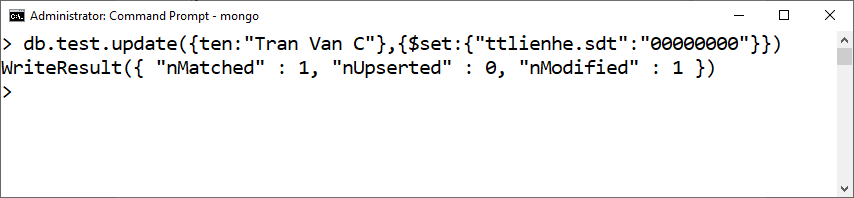 Administrator: Command Prompt - mongo
> db.test.update({ten:"Tran Van C"},{$set:{"ttlienhe.sdt":"00000000"}})
WriteResult({ "nMatched" : 1, "nUpserted" : 0, "nModified" : 1 })
>